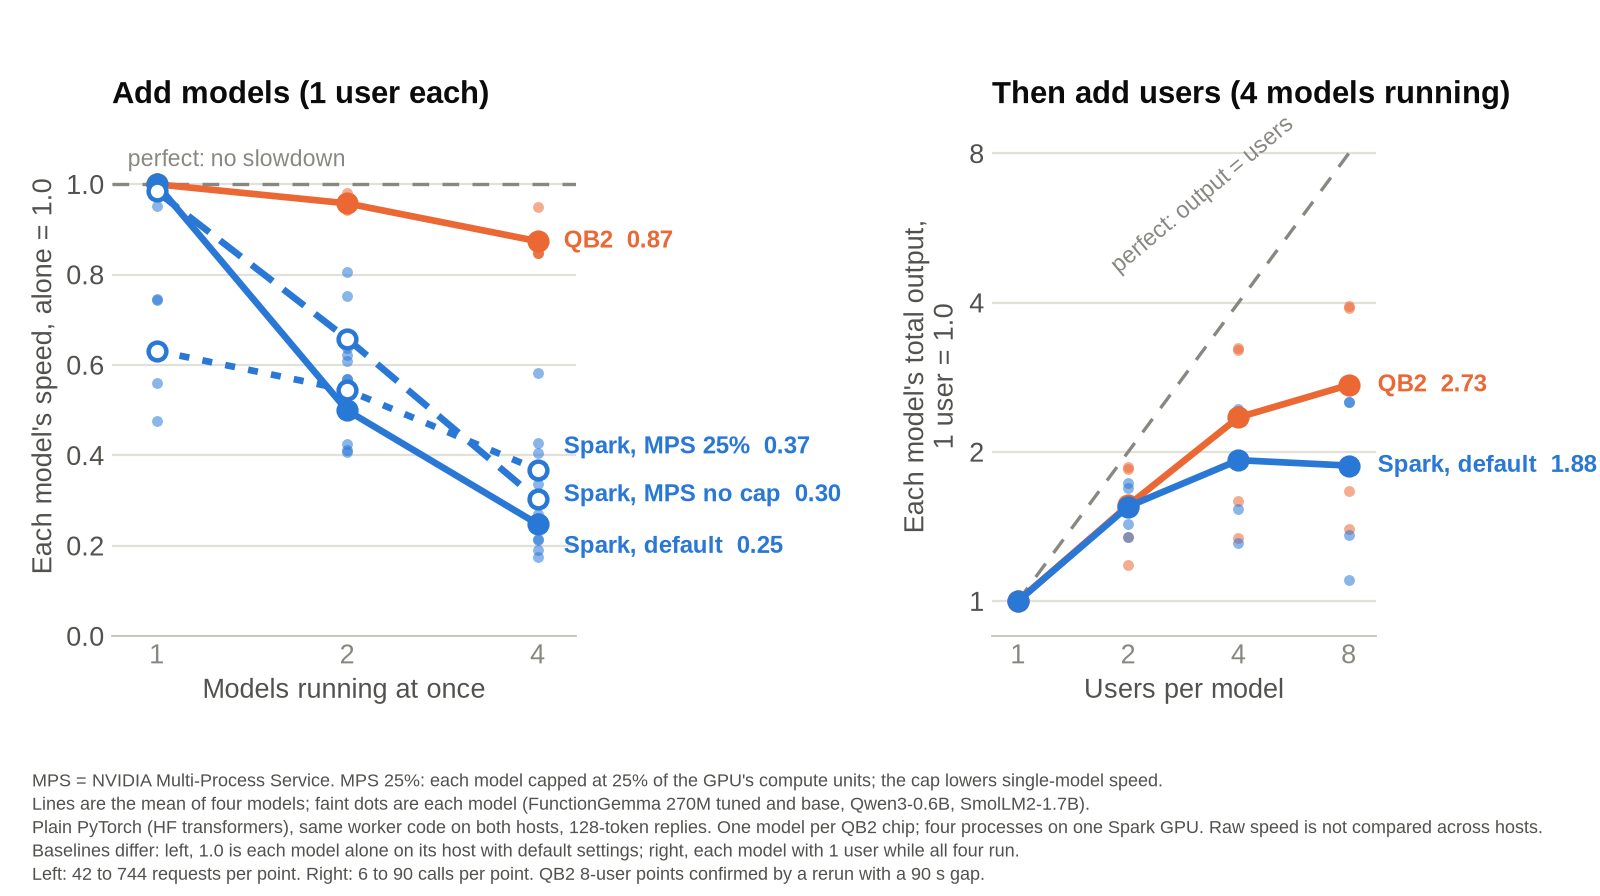 Add models (1 user each)
perfect: no slowdown
Each model's speed, alone = 1.0
1.0
0.8
0.6
0.4
0.2
0.0
1
2
4
Models running at once
QB2 0.87
Spark, MPS 25% 0.37
Spark, MPS no cap 0.30
Spark, default 0.25
Then add users (4 models running)
perfect: output = users
Each model's total output,
1 user = 1.0
8
4
2
1
1
2
4
8
Users per model
QB2 2.73
Spark, default 1.88
MPS = NVIDIA Multi-Process Service. MPS 25%: each model capped at 25% of the GPU's compute units; the cap lowers single-model speed.
Lines are the mean of four models; faint dots are each model (FunctionGemma 270M tuned and base, Qwen3-0.6B, SmolLM2-1.7B).
Plain PyTorch (HF transformers), same worker code on both hosts, 128-token replies. One model per QB2 chip; four processes on one Spark GPU. Raw speed is not compared across hosts.
Baselines differ: left, 1.0 is each model alone on its host with default settings; right, each model with 1 user while all four run.
Left: 42 to 744 requests per point. Right: 6 to 90 calls per point. QB2 8-user points confirmed by a rerun with a 90 s gap.